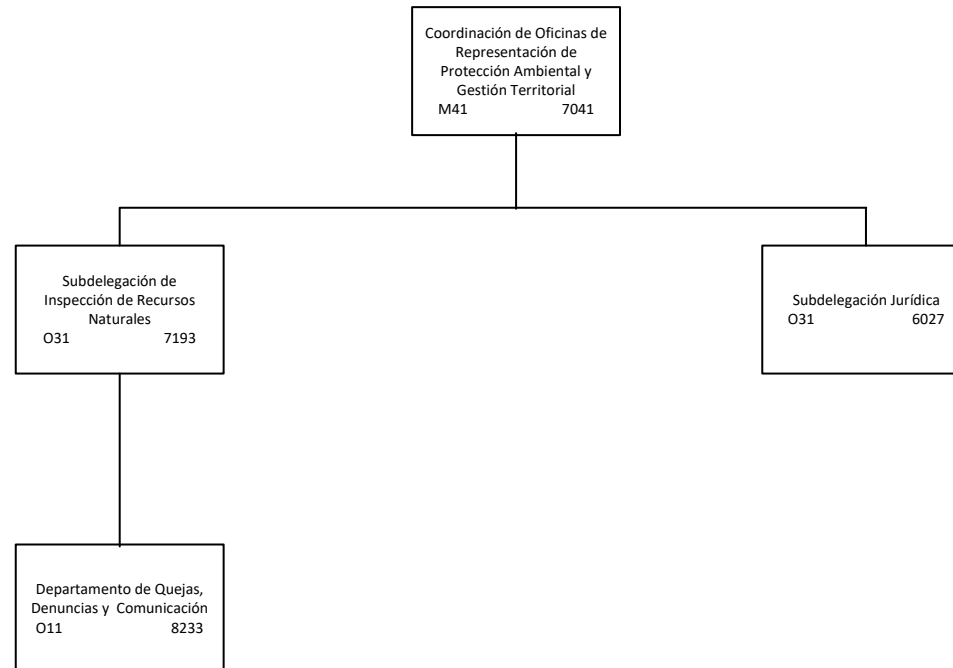 Coordinación de Oficinas de
Representación de
Protección Ambiental y
Gestión Territorial
M41 7041
Subdelegación de
Inspección de Recursos
Naturales
O31 7193
Subdelegación Jurídica
O31 6027
Departamento de Quejas,
Denuncias y Comunicación
O11 8233